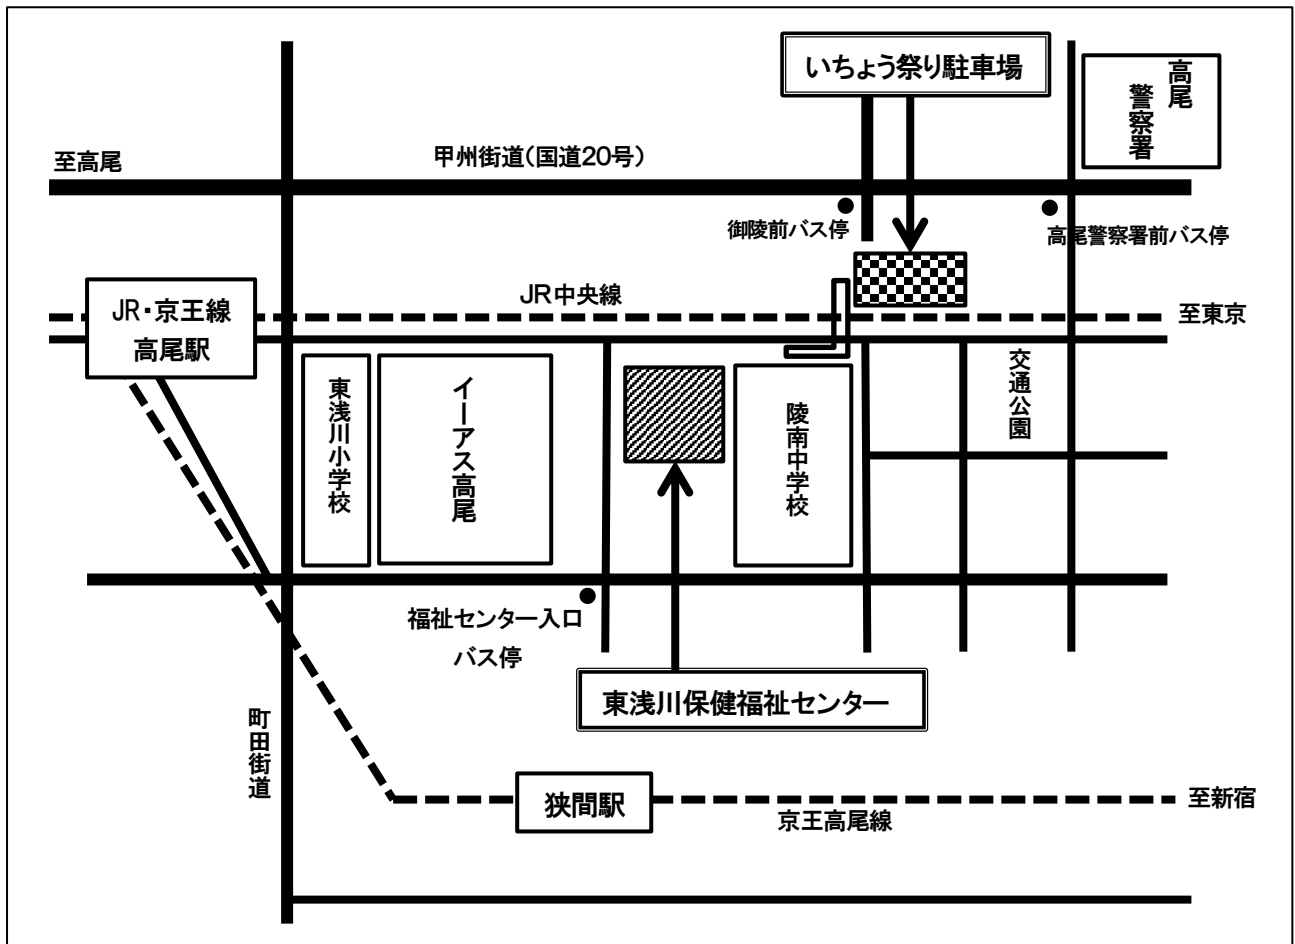 いちょう祭り駐車場
高尾
警察署
至高尾
甲州街道(国道20号)
御陵前バス停
高尾警察署前バス停
JR・京王線
高尾駅
JR中央線
至東京
東浅川小学校
イーアス高尾
陵南中学校
交通公園
福祉センター入口
バス停
東浅川保健福祉センター
町田街道
狭間駅
至新宿
京王高尾線